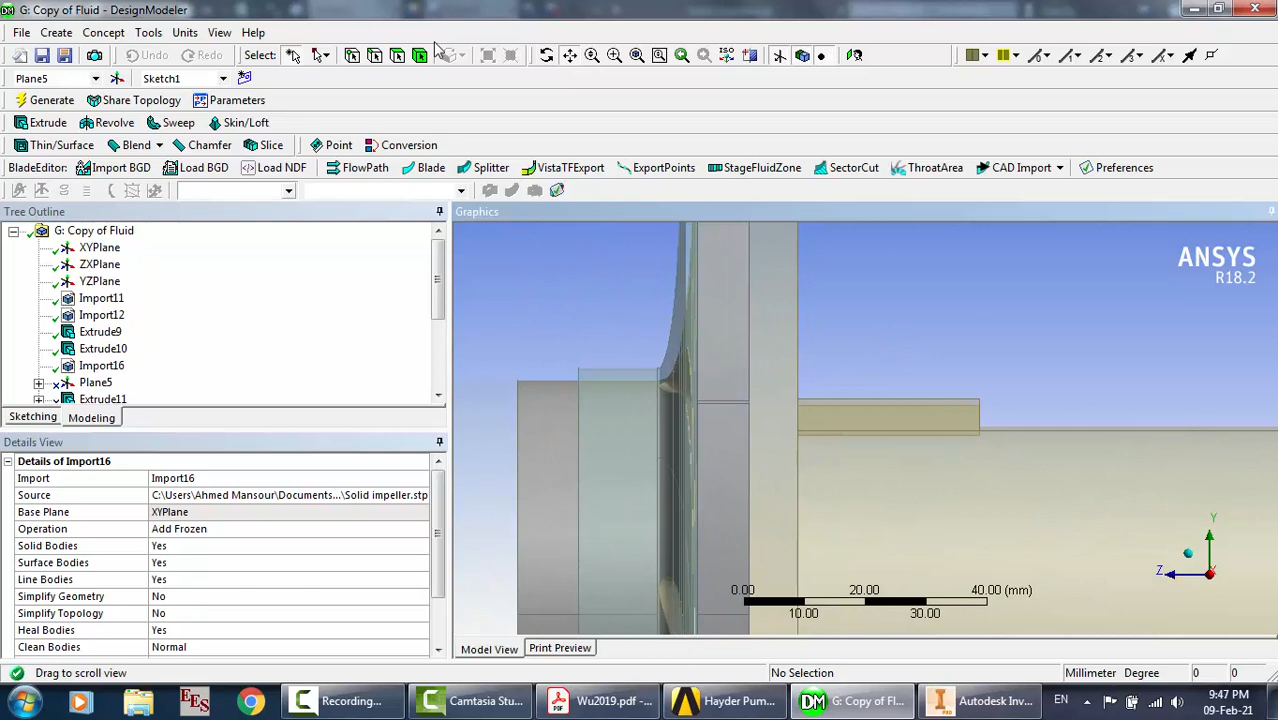 G: Copy of Fluid - DesignModeler
File Create Concept Tools Units View Help
Undo Redo Select:
Plane5 Sketch1
Generate Share Topology Parameters
Extrude Revolve Sweep Skin/Loft
Thin/Surface Blend Chamfer Slice Point Conversion
BladeEditor: Import BGD Load BGD Load NDF FlowPath Blade Splitter VistaTFExport ExportPoints StageFluidZone SectorCut ThroatArea CAD Import Preferences
Tree Outline
Graphics
G: Copy of Fluid
XYPlane
ZXPlane
YZPlane
Import11
Import12
Extrude9
Extrude10
Import16
Plane5
Extrude11
Sketching Modeling
Details View
Details of Import16
Import Import16
Source C:\Users\Ahmed Mansour\Documents...\Solid impeller.stp
Base Plane XYPlane
Operation Add Frozen
Solid Bodies Yes
Surface Bodies Yes
Line Bodies Yes
Simplify Geometry No
Simplify Topology No
Heal Bodies Yes
Clean Bodies Normal
ANSYS
R18.2
Y
Z
0.00 20.00 40.00 (mm)
10.00 30.00
Model View Print Preview
Drag to scroll view No Selection Millimeter Degree 0 0
EES Recording... Camtasia Stu... Wu2019.pdf -... Hayder Pum... G: Copy of Fl... Autodesk Inv... EN
9:47 PM
09-Feb-21